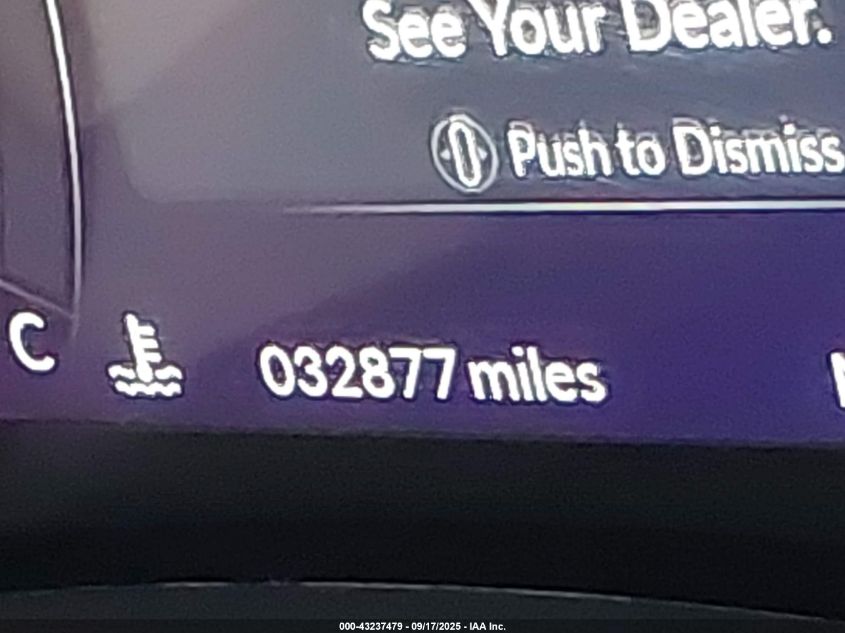 See Your Dealer.
Push to Dismiss
C
032877 miles
000-43237479 - 09/17/2025 - IAA Inc.